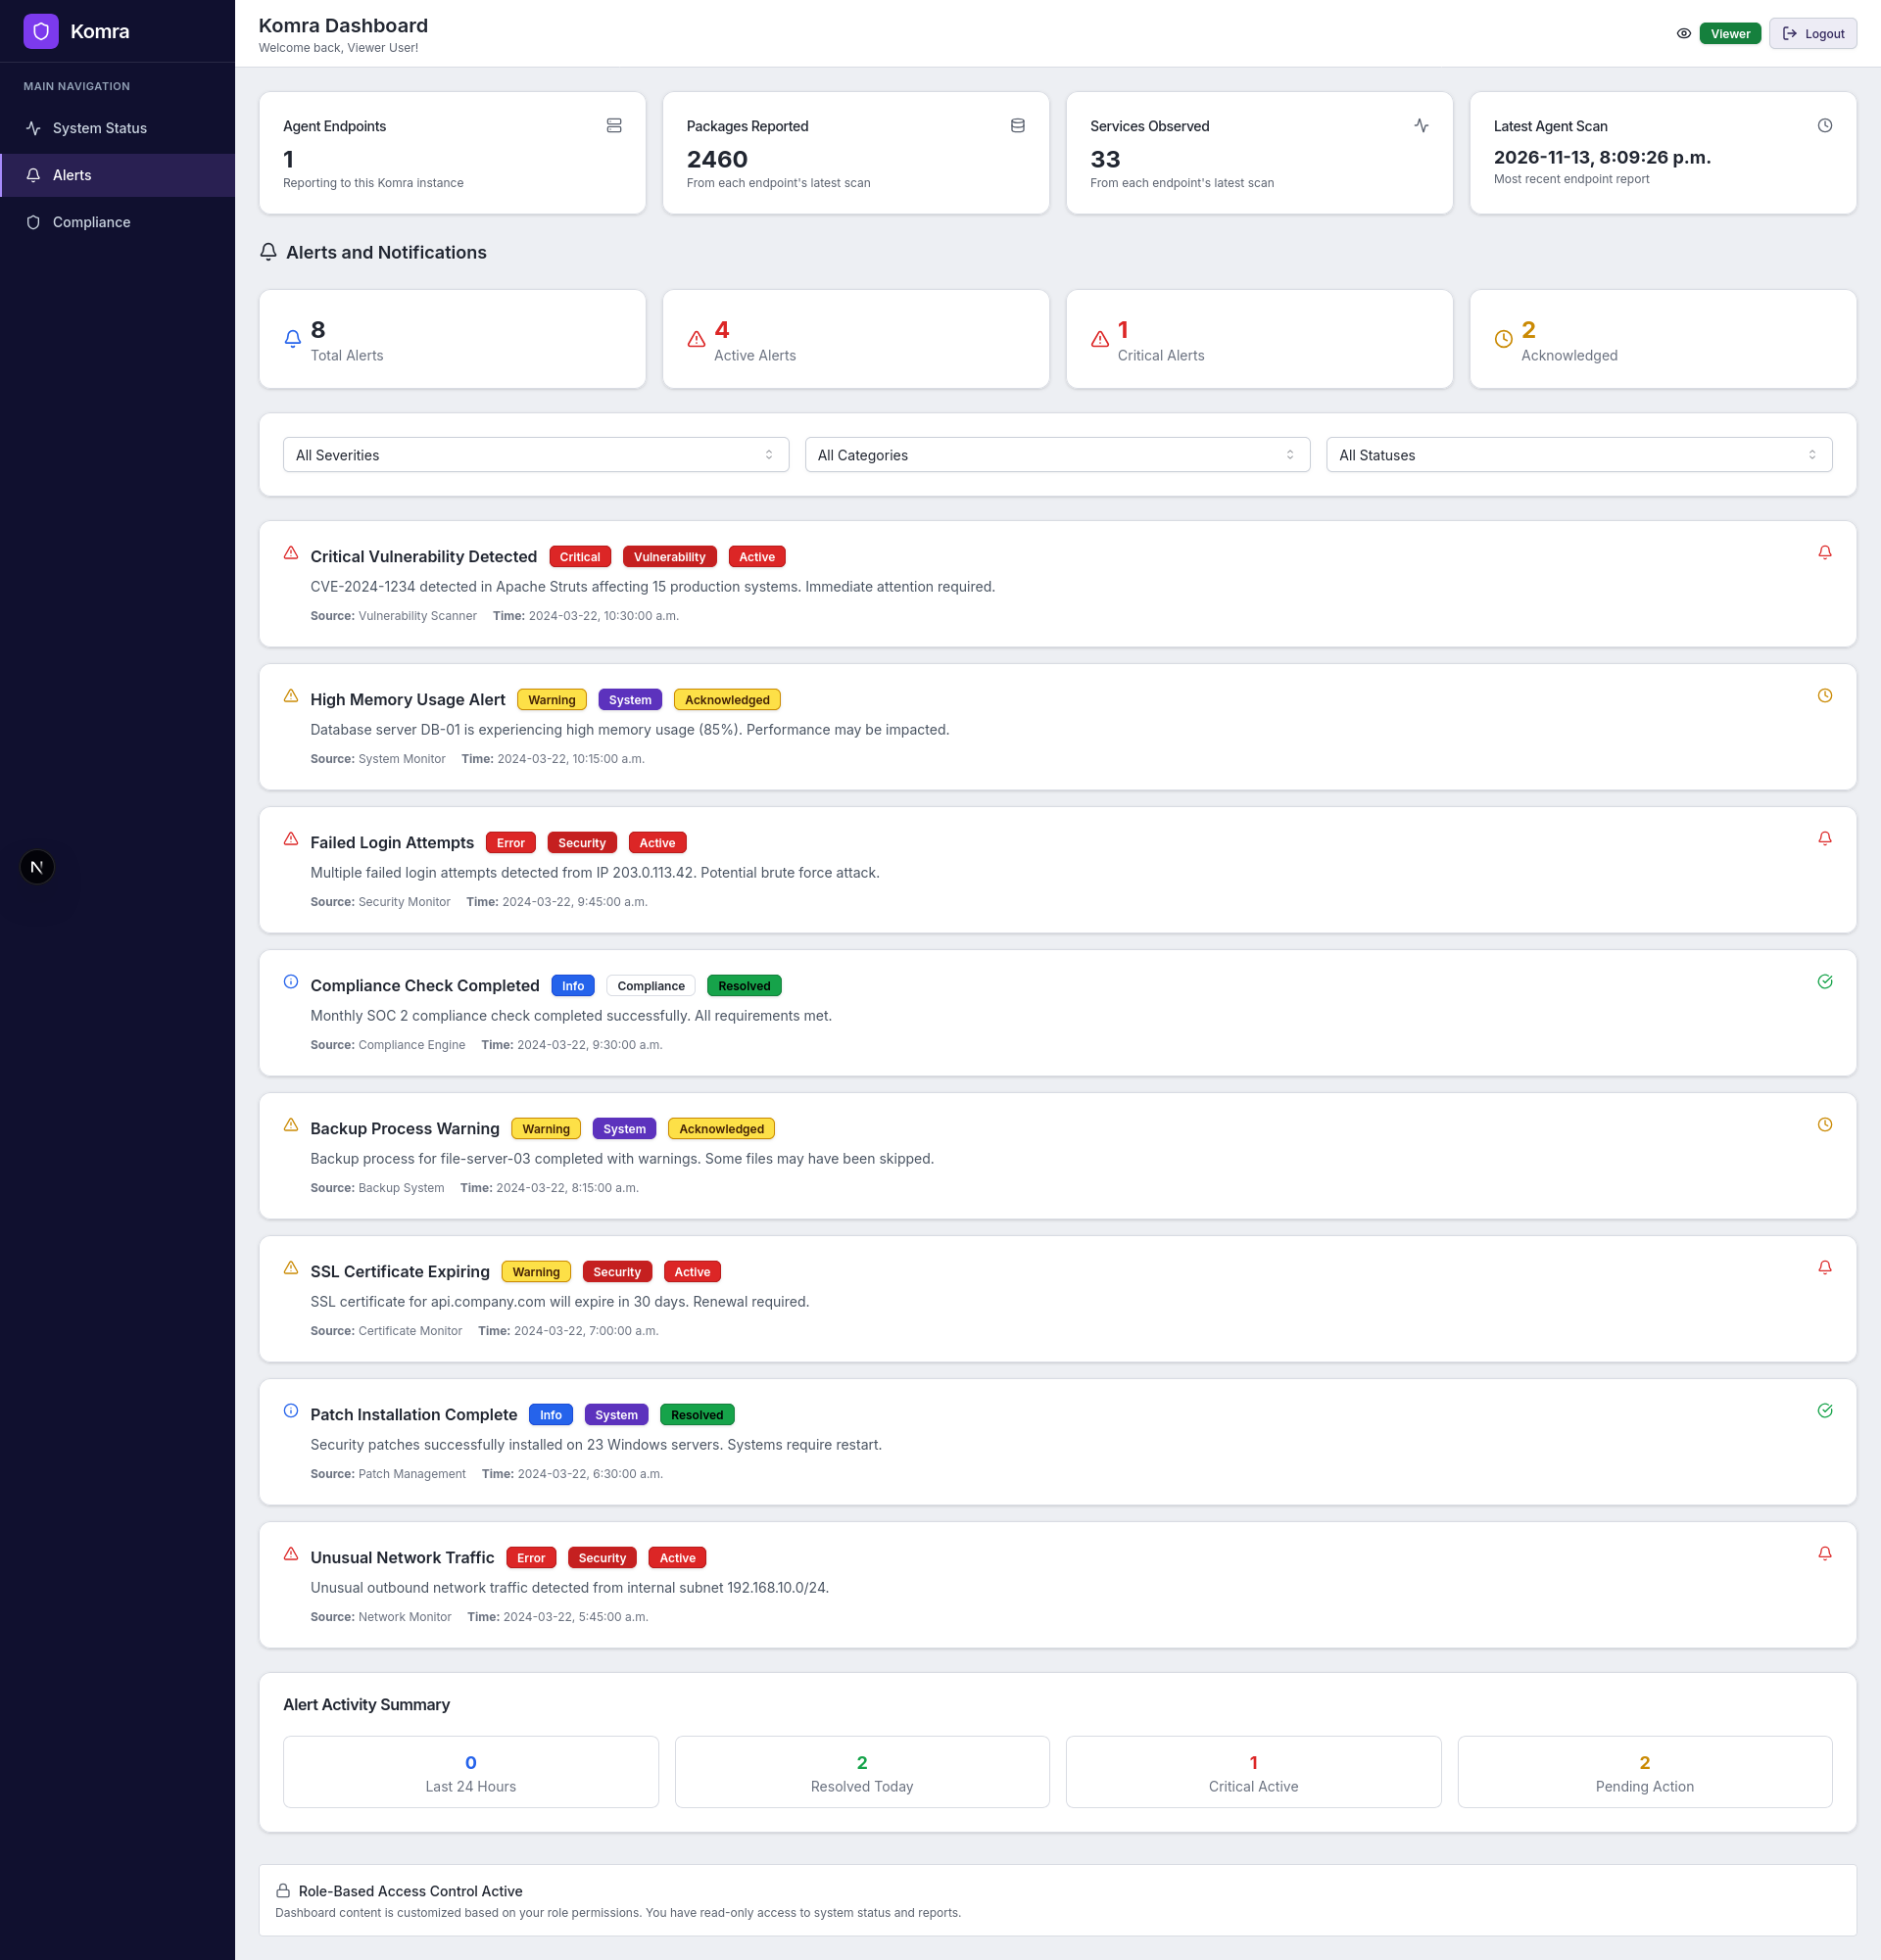 Komra
MAIN NAVIGATION
System Status
Alerts
Compliance
Komra Dashboard
Welcome back, Viewer User!
Viewer
Logout
Agent Endpoints
1
Reporting to this Komra instance
Packages Reported
2460
From each endpoint's latest scan
Services Observed
33
From each endpoint's latest scan
Latest Agent Scan
2026-11-13, 8:09:26 p.m.
Most recent endpoint report
Alerts and Notifications
8
Total Alerts
4
Active Alerts
1
Critical Alerts
2
Acknowledged
All Severities
All Categories
All Statuses
Critical Vulnerability Detected Critical Vulnerability Active
CVE-2024-1234 detected in Apache Struts affecting 15 production systems. Immediate attention required.
Source: Vulnerability Scanner Time: 2024-03-22, 10:30:00 a.m.
High Memory Usage Alert Warning System Acknowledged
Database server DB-01 is experiencing high memory usage (85%). Performance may be impacted.
Source: System Monitor Time: 2024-03-22, 10:15:00 a.m.
Failed Login Attempts Error Security Active
Multiple failed login attempts detected from IP 203.0.113.42. Potential brute force attack.
Source: Security Monitor Time: 2024-03-22, 9:45:00 a.m.
Compliance Check Completed Info Compliance Resolved
Monthly SOC 2 compliance check completed successfully. All requirements met.
Source: Compliance Engine Time: 2024-03-22, 9:30:00 a.m.
Backup Process Warning Warning System Acknowledged
Backup process for file-server-03 completed with warnings. Some files may have been skipped.
Source: Backup System Time: 2024-03-22, 8:15:00 a.m.
SSL Certificate Expiring Warning Security Active
SSL certificate for api.company.com will expire in 30 days. Renewal required.
Source: Certificate Monitor Time: 2024-03-22, 7:00:00 a.m.
Patch Installation Complete Info System Resolved
Security patches successfully installed on 23 Windows servers. Systems require restart.
Source: Patch Management Time: 2024-03-22, 6:30:00 a.m.
Unusual Network Traffic Error Security Active
Unusual outbound network traffic detected from internal subnet 192.168.10.0/24.
Source: Network Monitor Time: 2024-03-22, 5:45:00 a.m.
Alert Activity Summary
0
Last 24 Hours
2
Resolved Today
1
Critical Active
2
Pending Action
Role-Based Access Control Active
Dashboard content is customized based on your role permissions. You have read-only access to system status and reports.
N